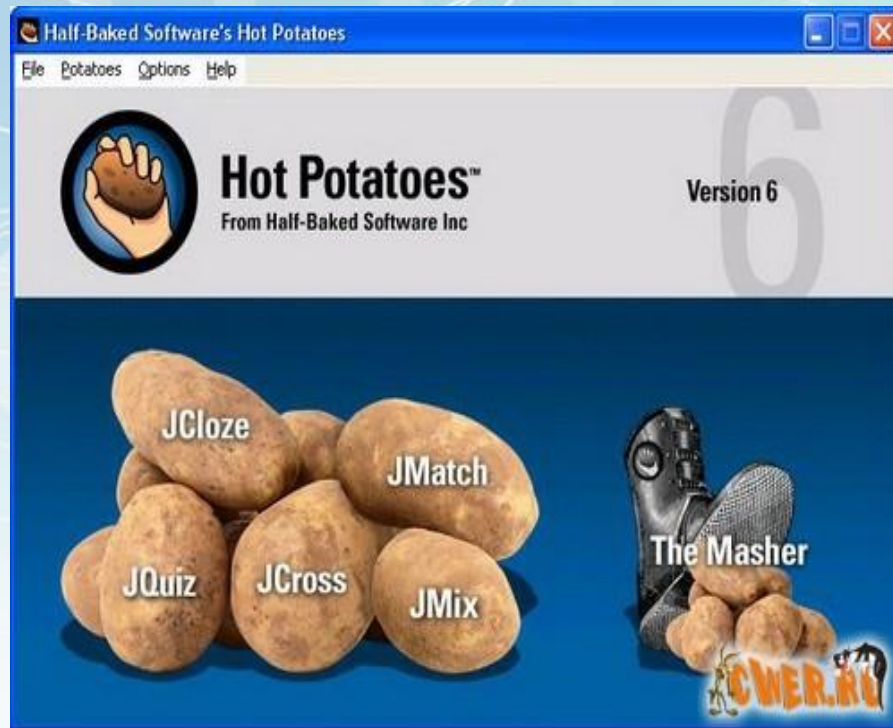 Half-Baked Software's Hot Potatoes
File Potatoes Options Help
Hot Potatoes™
From Half-Baked Software Inc
Version 6
6
JCloze
JMatch
JQuiz
JCross
JMix
The Masher
CWER.RU